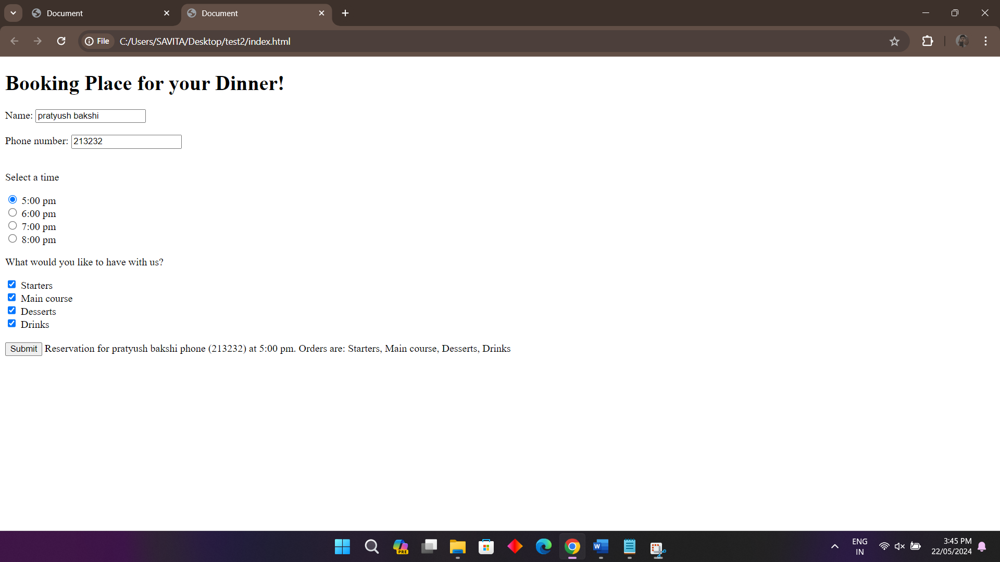 Document
Document
File C:/Users/SAVITA/Desktop/test2/index.html
Booking Place for your Dinner!
Name: pratyush bakshi
Phone number: 213232
Select a time
5:00 pm
6:00 pm
7:00 pm
8:00 pm
What would you like to have with us?
Starters
Main course
Desserts
Drinks
Submit Reservation for pratyush bakshi phone (213232) at 5:00 pm. Orders are: Starters, Main course, Desserts, Drinks
PRE
W
ENG
IN
3:45 PM
22/05/2024